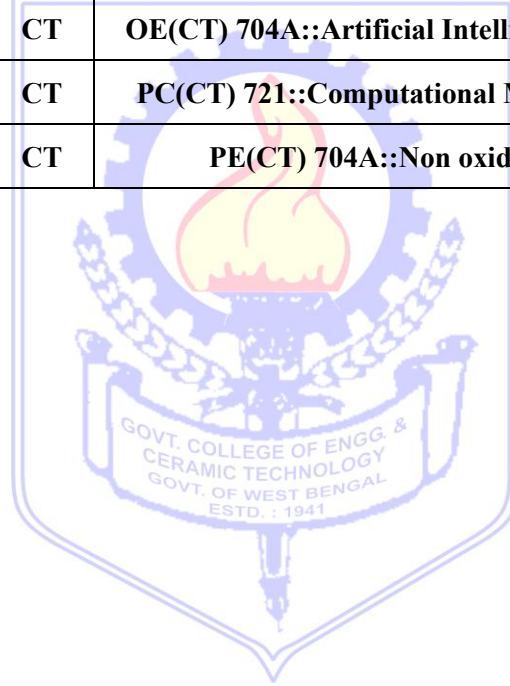 CT OE(CT) 704A::Artificial Intelli
CT PC(CT) 721::Computational
CT PE(CT) 704A::Non oxid
GOVT. COLLEGE OF ENGG. &
CERAMIC TECHNOLOGY
GOVT. OF WEST BENGAL
ESTD. : 1941